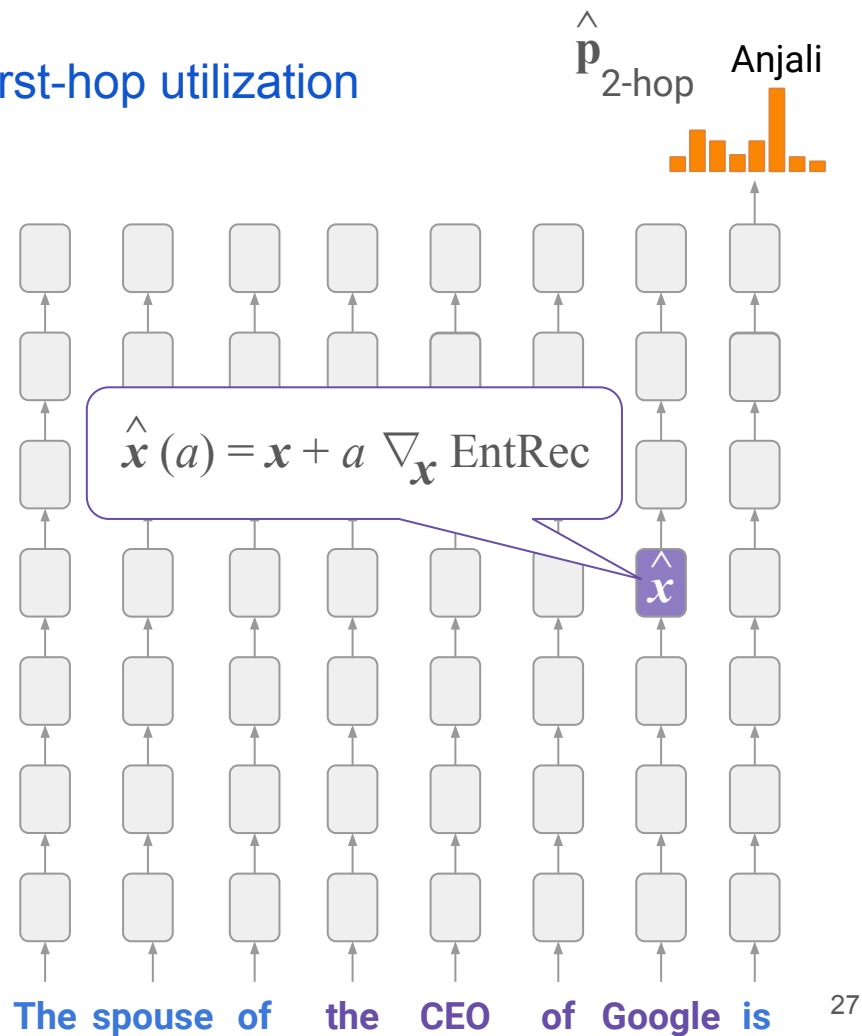 rst-hop utilization
p̂ 2-hop
Anjali
x̂ (a) = x + a ∇x EntRec
x̂
The spouse of the CEO of Google is
27